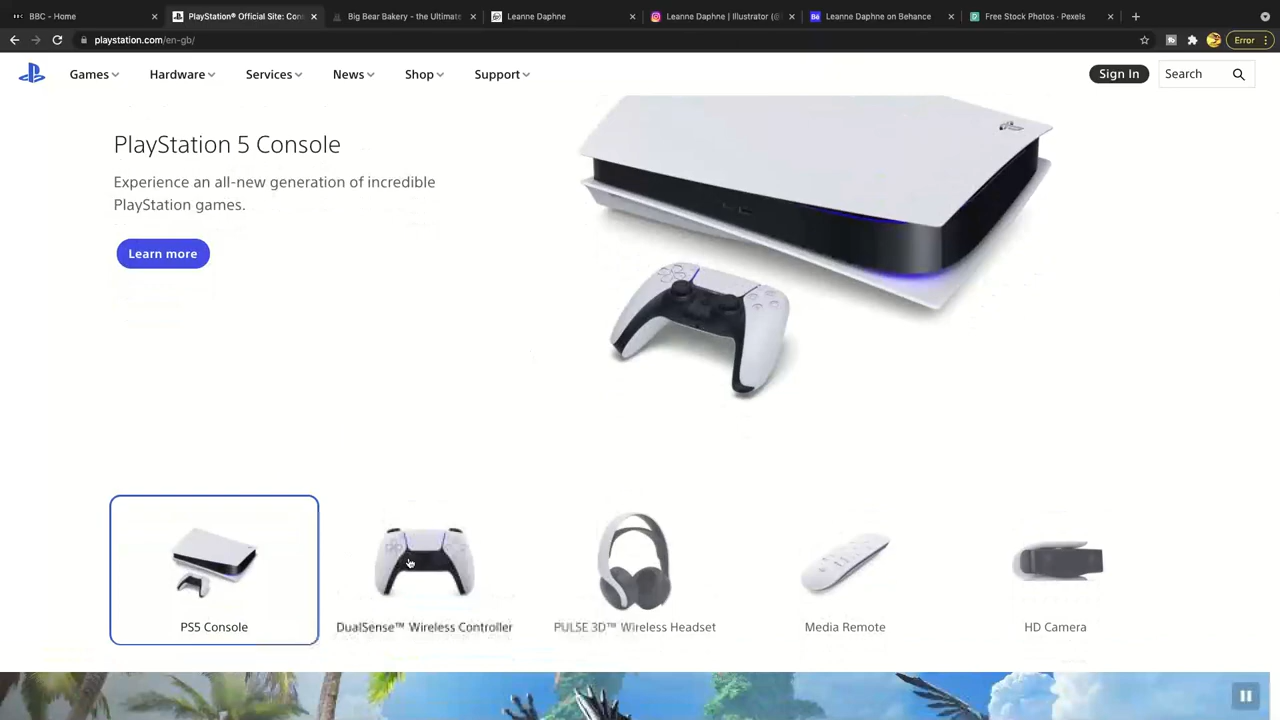 BBC - Home
PlayStation® Official Site: Con
Big Bear Bakery - the Ultimate
Leanne Daphne
Leanne Daphne | Illustrator (@
Leanne Daphne on Behance
Free Stock Photos · Pexels
playstation.com/en-gb/
Error
Games
Hardware
Services
News
Shop
Support
Sign In
Search
PlayStation 5 Console
Experience an all-new generation of incredible
PlayStation games.
Learn more
PS5 Console
DualSense™ Wireless Controller
PULSE 3D™ Wireless Headset
Media Remote
HD Camera